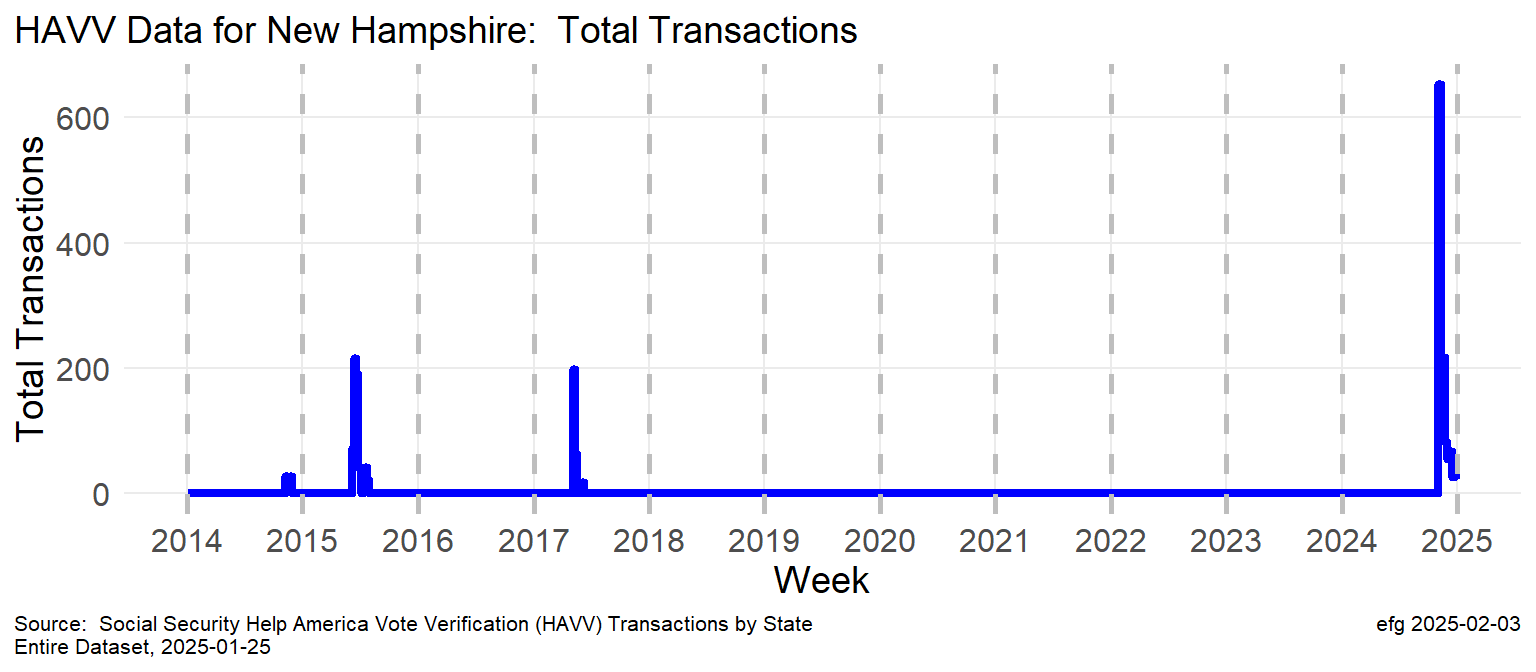 HAVV Data for New Hampshire:  Total Transactions
Total Transactions
600
400
200
0
2014 2015 2016 2017 2018 2019 2020 2021 2022 2023 2024 2025
Week
Source:  Social Security Help America Vote Verification (HAVV) Transactions by State
Entire Dataset, 2025-01-25
efg 2025-02-03